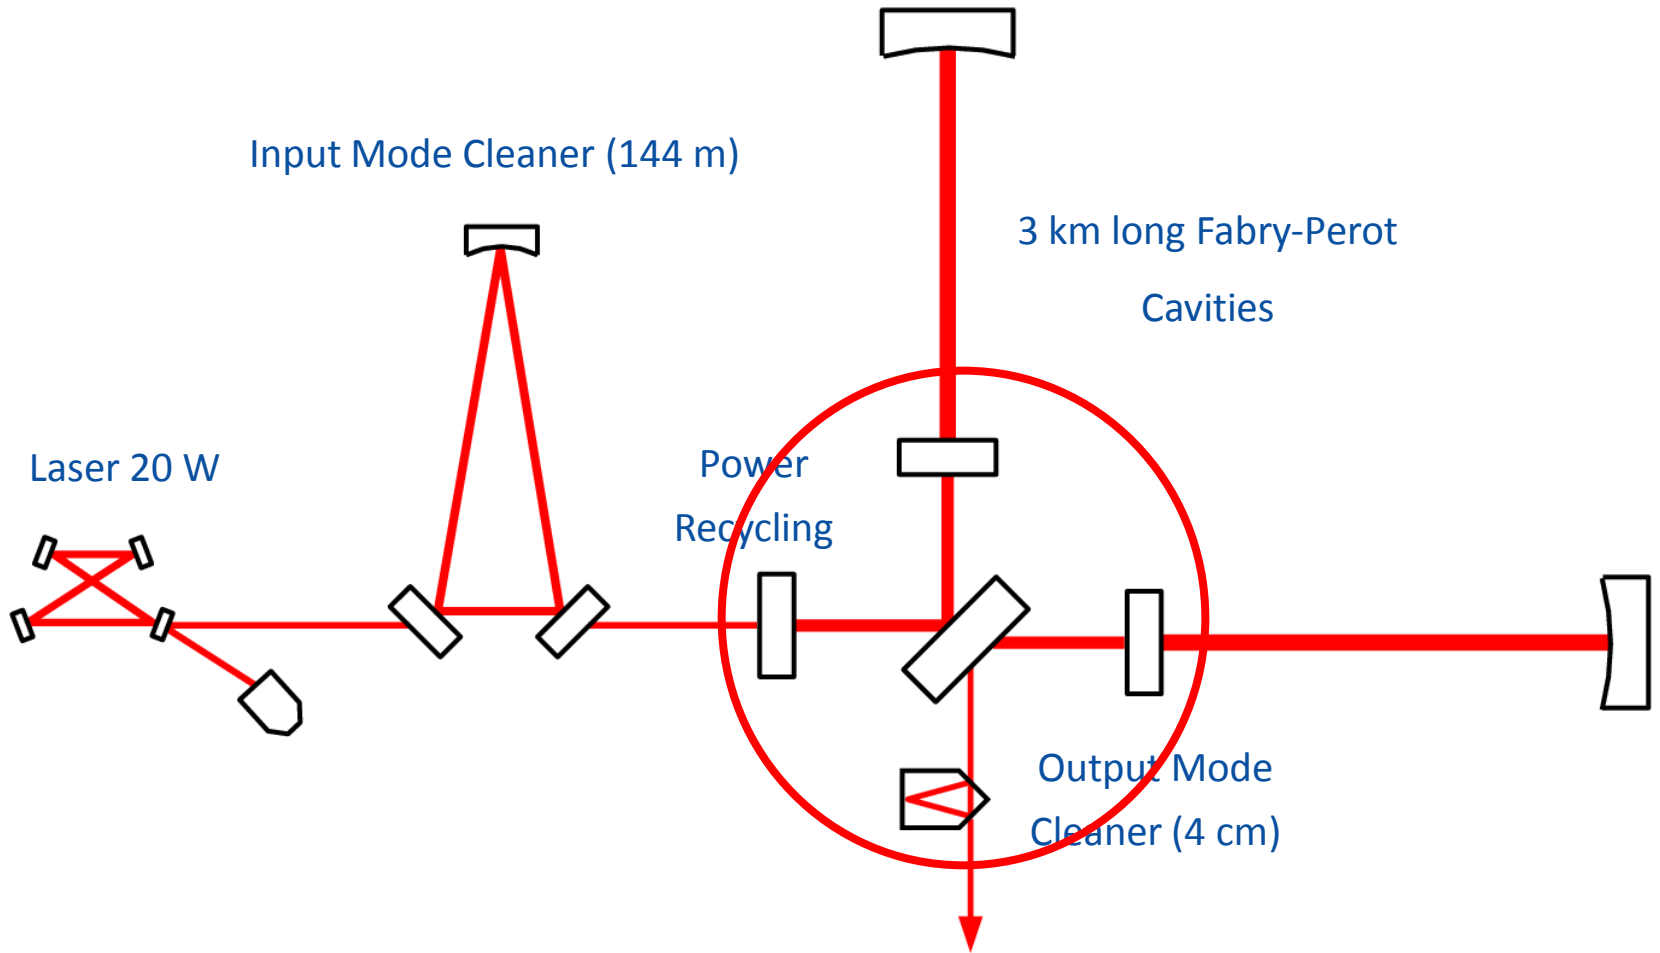 Input Mode Cleaner (144 m)
3 km long Fabry-Perot
Cavities
Laser 20 W
Power
Recycling
Output Mode
Cleaner (4 cm)